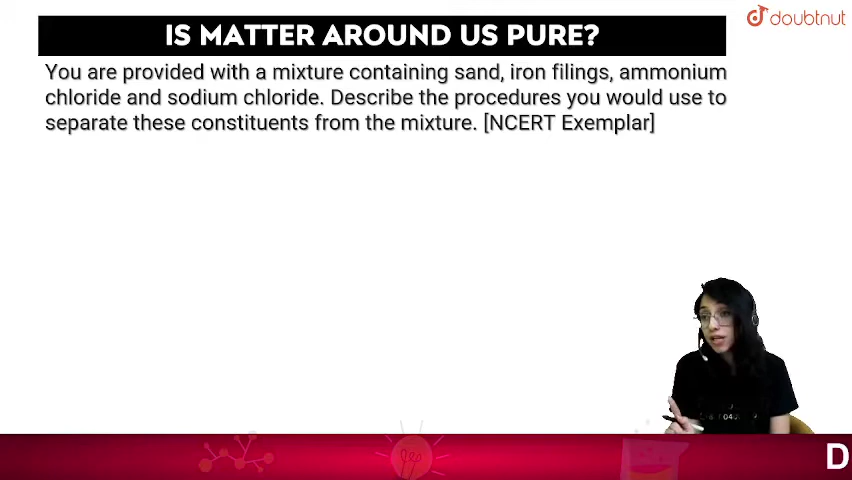 IS MATTER AROUND US PURE?
doubtnut
You are provided with a mixture containing sand, iron filings, ammonium
chloride and sodium chloride. Describe the procedures you would use to
separate these constituents from the mixture. [NCERT Exemplar]
D